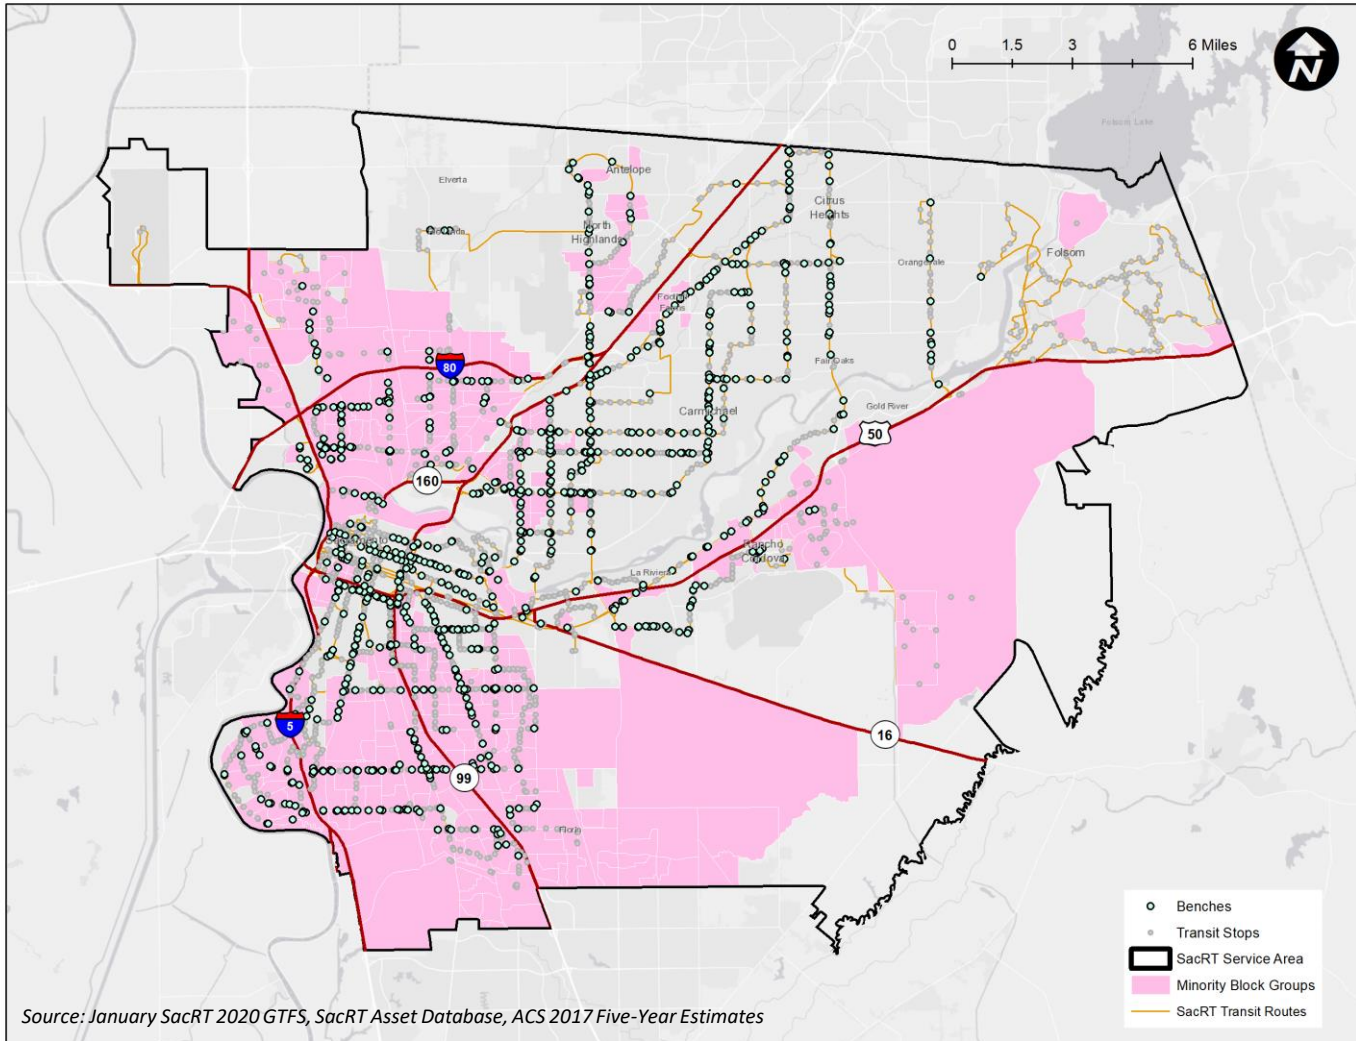 0 1.5 3 6 Miles
N
Folsom Lake
Antelope
Elverta
Citrus
Heights
North
Highlands
Folsom
Orangevale
80
Fair Oaks
Carmichael
Gold River
50
160
Rancho
Cordova
La Riviera
5
16
99
Florin
Benches
Transit Stops
SacRT Service Area
Minority Block Groups
SacRT Transit Routes
Source: January SacRT 2020 GTFS, SacRT Asset Database, ACS 2017 Five-Year Estimates